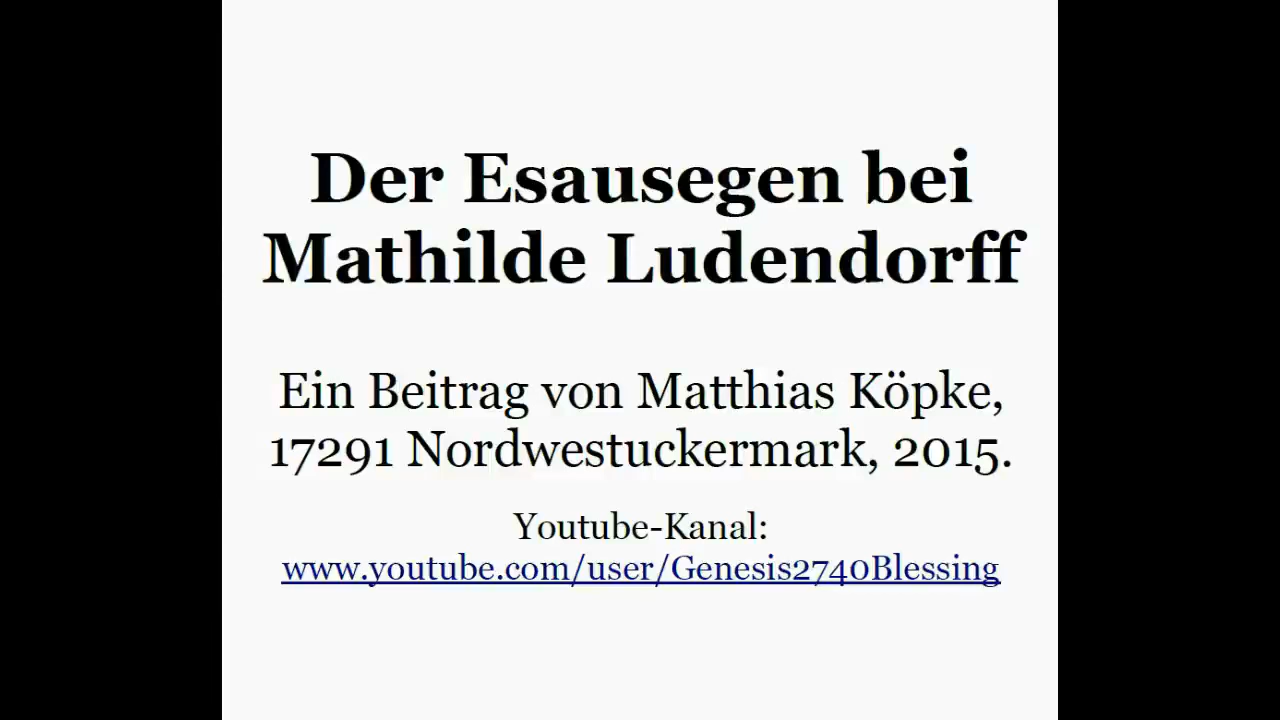 Der Esausegen bei
Mathilde Ludendorff
Ein Beitrag von Matthias Köpke,
17291 Nordwestuckermark, 2015.
Youtube-Kanal:
www.youtube.com/user/Genesis2740Blessing